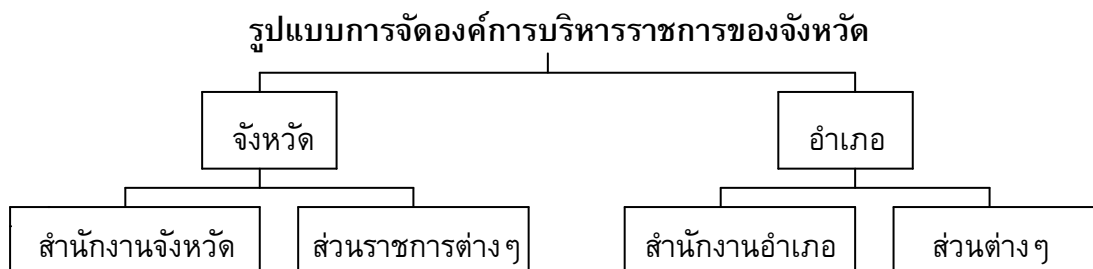 รูปแบบการจัดองค์การบริหารราชการของจังหวัด
จังหวัด
อำเภอ
สำนักงานจังหวัด
ส่วนราชการต่างๆ
สำนักงานอำเภอ
ส่วนต่างๆ